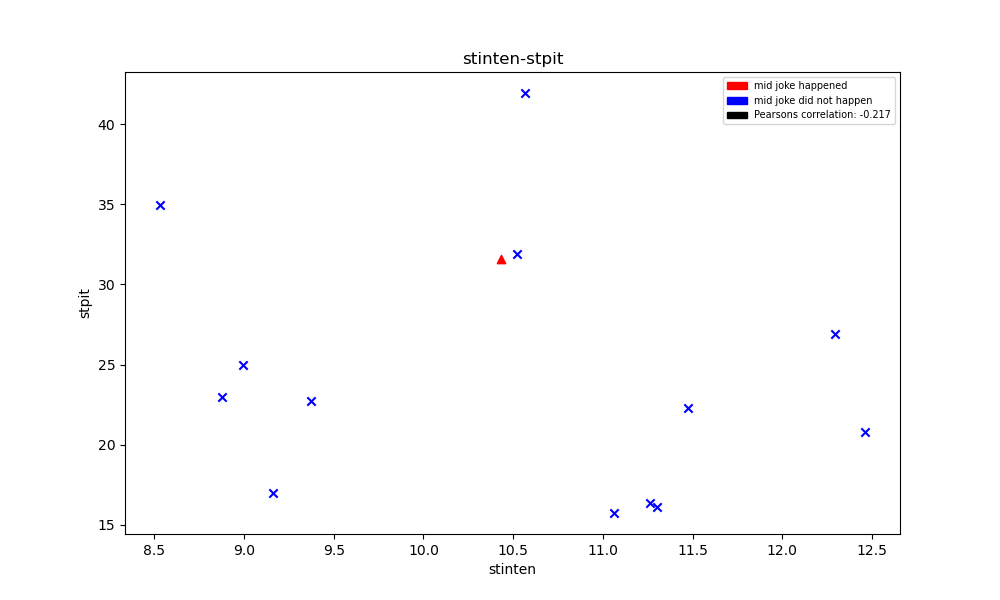 stinten-stpit
mid joke happened
mid joke did not happen
Pearsons correlation: -0.217
40
35
30
25
20
15
stpit
8.5 9.0 9.5 10.0 10.5 11.0 11.5 12.0 12.5
stinten